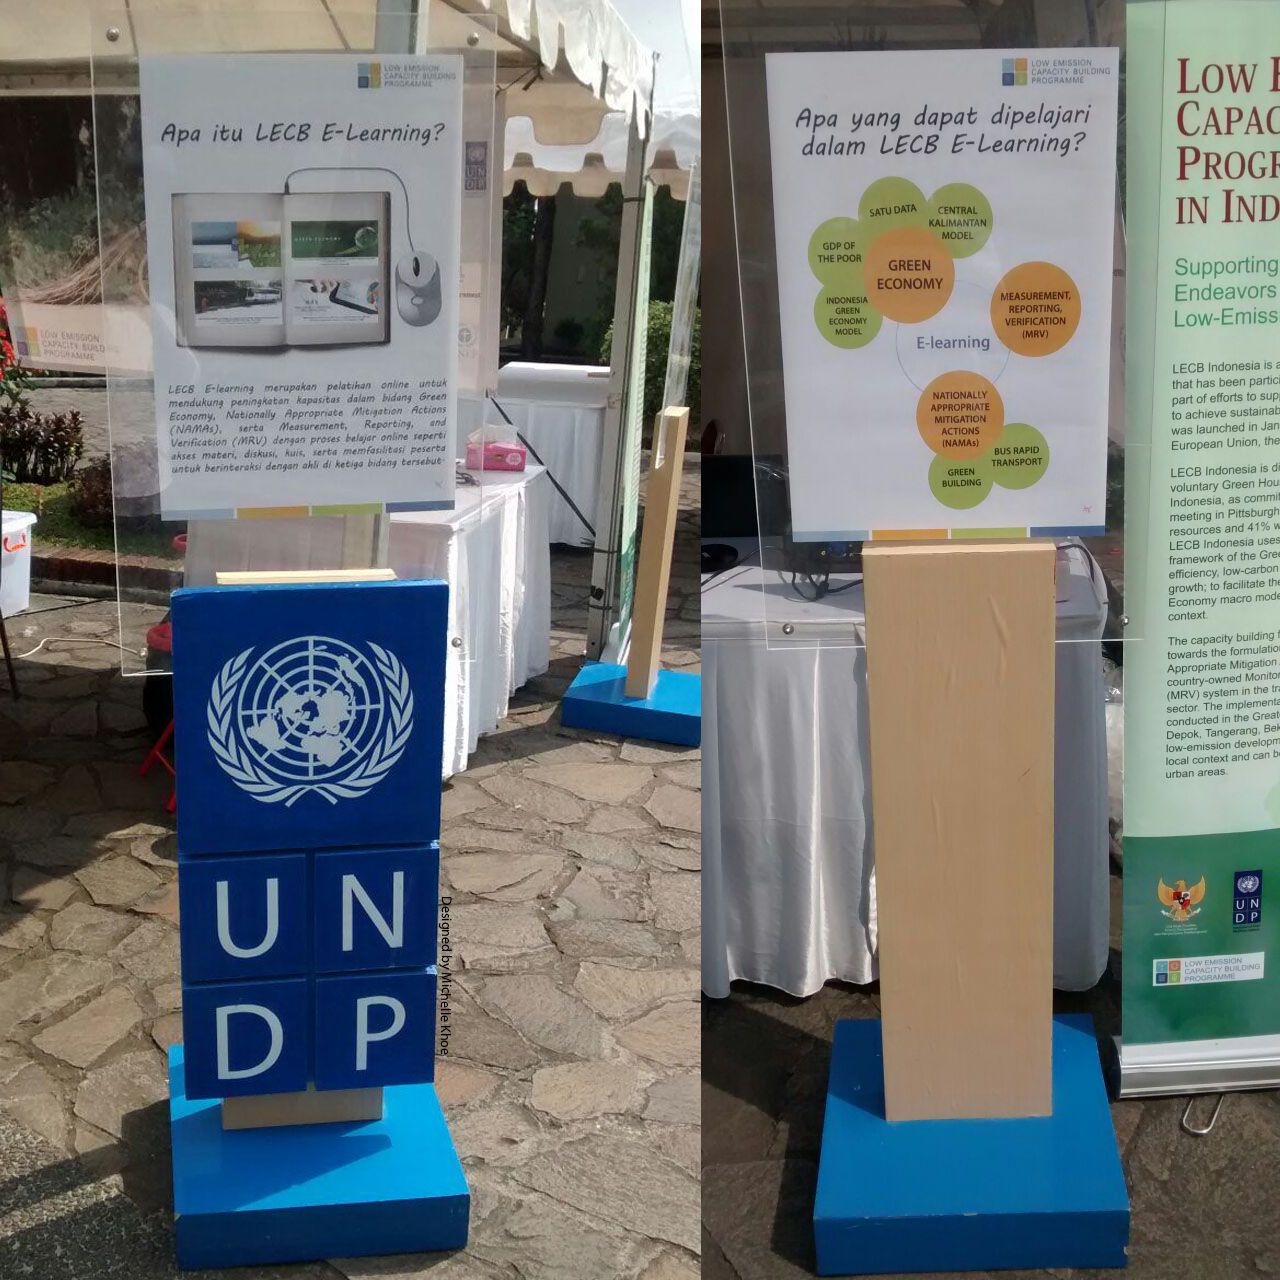 LOW EMISSION
CAPACITY BUILDING
PROGRAMME
Apa itu LECB E-Learning?
GREEN ECONOMY
LECB E-learning merupakan pelatihan online untuk
mendukung peningkatan kapasitas dalam bidang Green
Economy, Nationally Appropriate Mitigation Actions
(NAMAs), serta Measurement, Reporting, and
Verification (MRV) dengan proses belajar online seperti
akses materi, diskusi, kuis, serta memfasilitasi peserta
untuk berinteraksi dengan ahli di ketiga bidang tersebut.
LOW EMISSION
CAPACITY BUILDING
PROGRAMME
U N
D P
U N
D P
Designed by Michelle Khoe
LOW EMISSION
CAPACITY BUILDING
PROGRAMME
Apa yang dapat dipelajari
dalam LECB E-Learning?
SATU DATA
CENTRAL
KALIMANTAN
MODEL
GDP OF
THE POOR
GREEN
ECONOMY
INDONESIA
GREEN
ECONOMY
MODEL
MEASUREMENT,
REPORTING,
VERIFICATION
(MRV)
E-learning
NATIONALLY
APPROPRIATE
MITIGATION
ACTIONS
(NAMAs)
BUS RAPID
TRANSPORT
GREEN
BUILDING
LOW E
CAPAC
PROGR
IN IND
Supporting
Endeavors
Low-Emiss
LECB Indonesia is a
that has been partici
part of efforts to sup
to achieve sustainab
was launched in Jan
European Union, the
LECB Indonesia is di
voluntary Green Hou
Indonesia, as commit
meeting in Pittsburgh
resources and 41% w
LECB Indonesia uses
framework of the Gree
efficiency, low-carbon
growth; to facilitate the
Economy macro mode
context.
The capacity building f
towards the formulation
Appropriate Mitigation
country-owned Monitor
(MRV) system in the tra
sector. The implementa
conducted in the Great
Depok, Tangerang, Bek
low-emission developm
local context and can be
urban areas.
U N
D P
LOW EMISSION
CAPACITY BUILDING
PROGRAMME